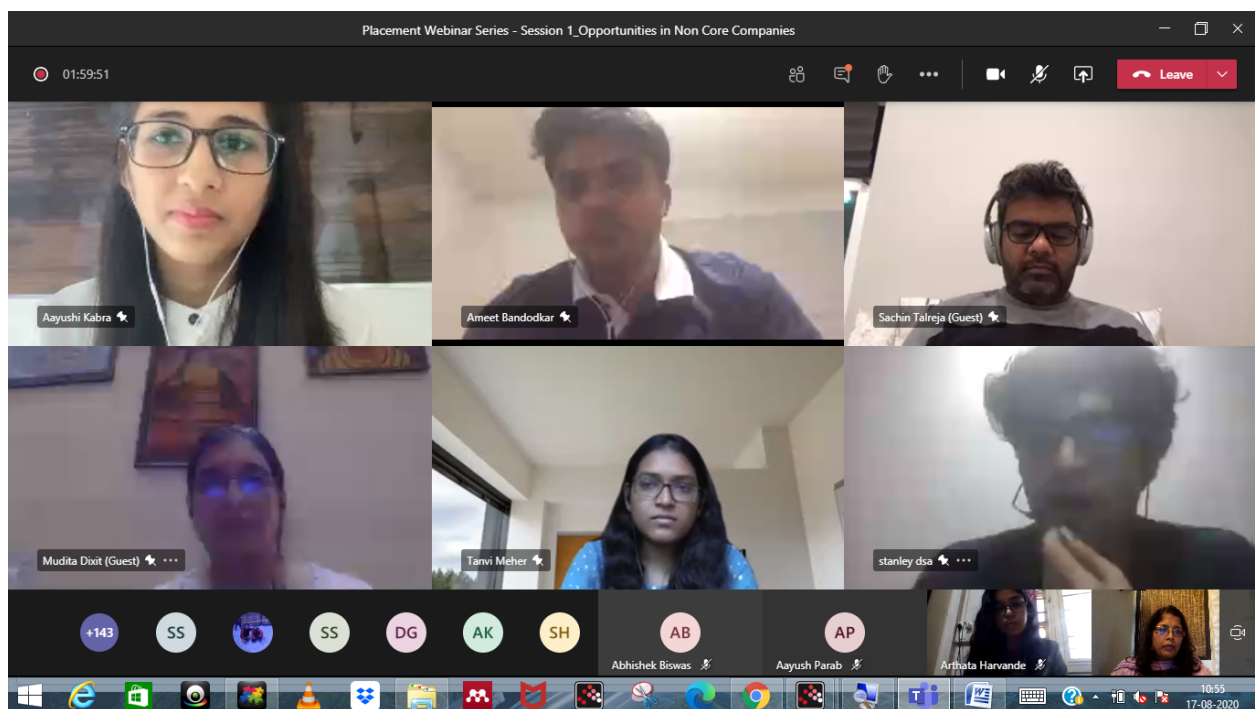 Placement Webinar Series - Session 1_Opportunities in Non Core Companies
01:59:51
Leave
Aayushi Kabra
Ameet Bandodkar
Sachin Talreja (Guest)
Mudita Dixit (Guest)
Tanvi Meher
stanley dsa
+143
SS
SS
DG
AK
SH
AB
AP
Abhishek Biswas
Aayush Parab
Arthata Harvande
10:55
17-08-2020